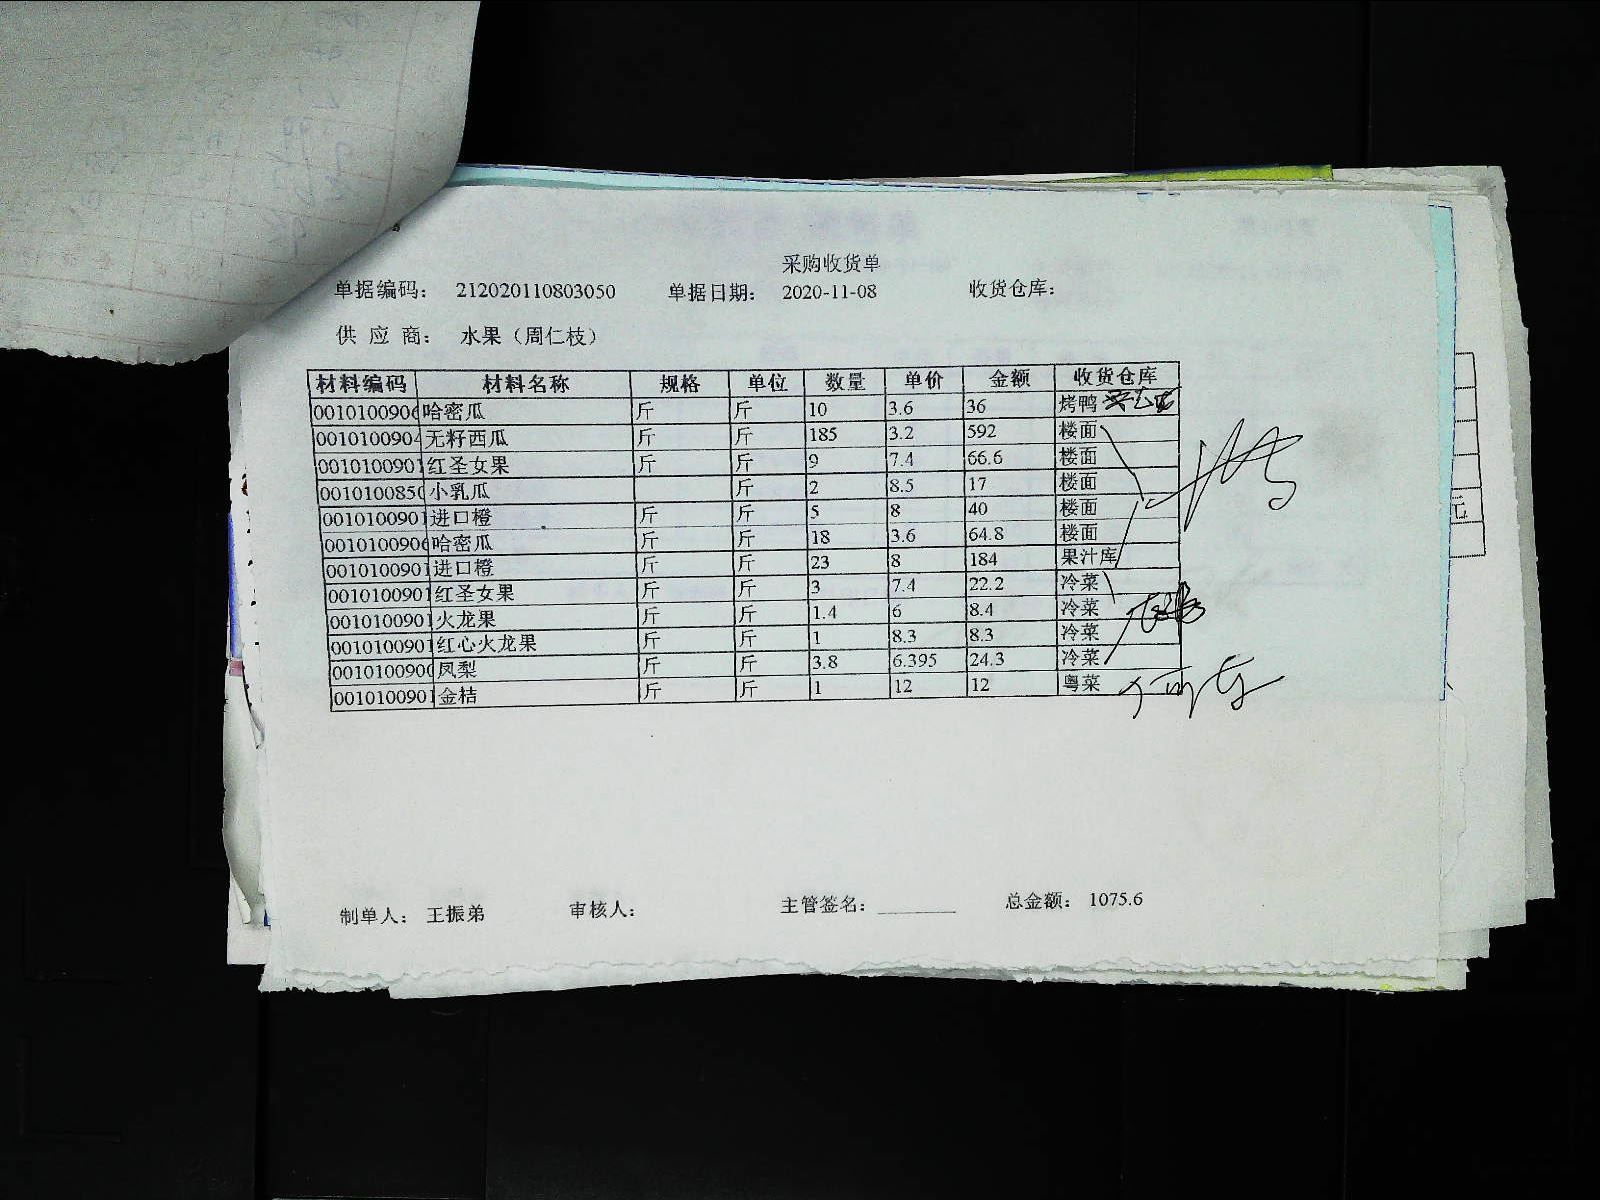 采购收货单
单据编码： 212020110803050 单据日期： 2020-11-08 收货仓库：
供 应 商： 水果（周仁枝）
材料编码 材料名称 规格 单位 数量 单价 金额 收货仓库
0010100906 哈密瓜 斤 斤 10 3.6 36 烤鸭
0010100904 无籽西瓜 斤 斤 185 3.2 592 楼面
0010100901 红圣女果 斤 斤 9 7.4 66.6 楼面
0010100850 小乳瓜 斤 2 8.5 17 楼面
0010100901 进口橙 斤 斤 5 8 40 楼面
0010100906 哈密瓜 斤 斤 18 3.6 64.8 楼面
0010100901 进口橙 斤 斤 23 8 184 果汁库
0010100901 红圣女果 斤 斤 3 7.4 22.2 冷菜
0010100901 火龙果 斤 斤 1.4 6 8.4 冷菜
0010100901 红心火龙果 斤 斤 1 8.3 8.3 冷菜
0010100900 凤梨 斤 斤 3.8 6.395 24.3 冷菜
0010100901 金桔 斤 斤 1 12 12 粤菜
制单人： 王振弟 审核人： 主管签名： 总金额： 1075.6
元